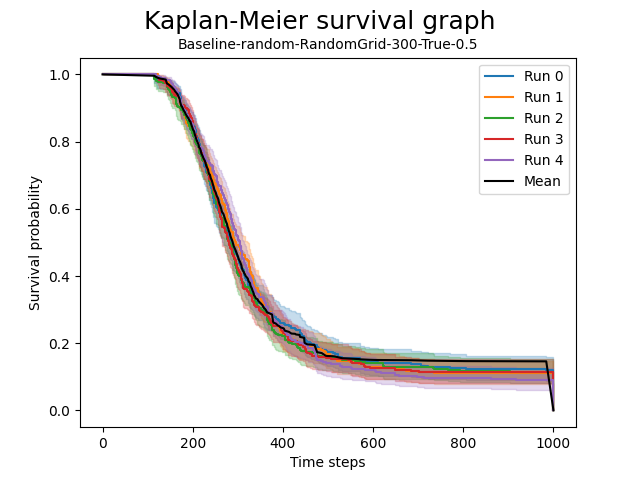 Kaplan-Meier survival graph
Baseline-random-RandomGrid-300-True-0.5
Survival probability
1.0
0.8
0.6
0.4
0.2
0.0
Run 0
Run 1
Run 2
Run 3
Run 4
Mean
0 200 400 600 800 1000
Time steps